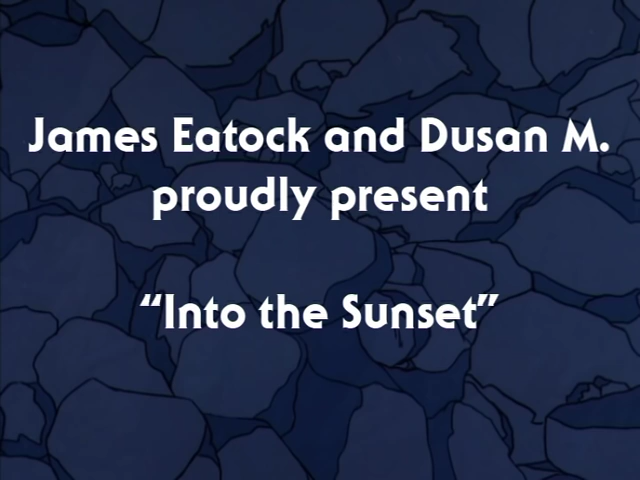 James Eatock and Dusan M.
proudly present
“Into the Sunset”